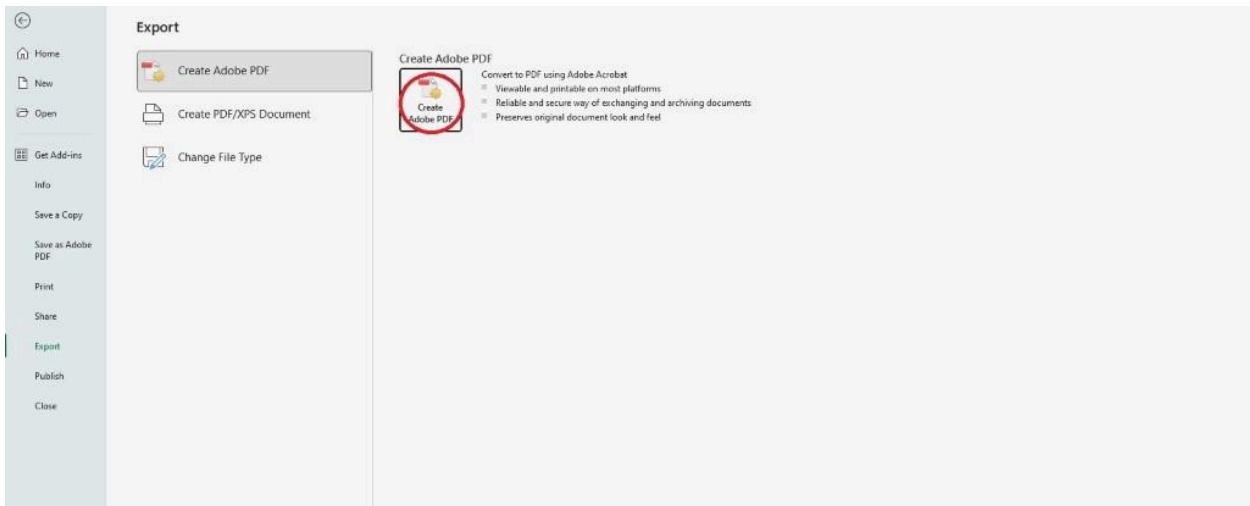 Home
New
Open
Get Add-ins
Info
Save a Copy
Save as Adobe
PDF
Print
Share
Export
Publish
Close
Export
Create Adobe PDF
Create PDF/XPS Document
Change File Type
Create Adobe PDF
Create
Adobe PDF
Convert to PDF using Adobe Acrobat
Viewable and printable on most platforms
Reliable and secure way of exchanging and archiving documents
Preserves original document look and feel